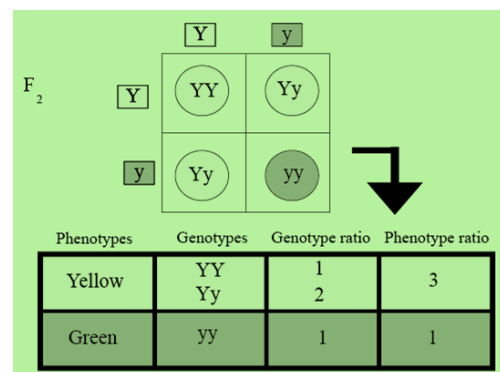 Y y
F2
Y YY Yy
y Yy yy
Phenotypes Genotypes Genotype ratio Phenotype ratio
Yellow YY 1 3
Yy 2
Green yy 1 1